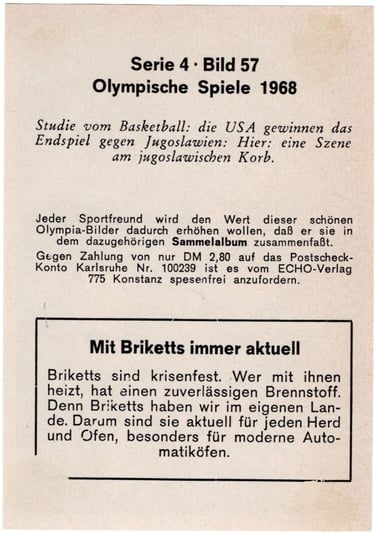 Serie 4 · Bild 57
Olympische Spiele 1968
Studie vom Basketball: die USA gewinnen das
Endspiel gegen Jugoslawien: Hier: eine Szene
am jugoslawischen Korb.
Jeder Sportfreund wird den Wert dieser schönen
Olympia-Bilder dadurch erhöhen wollen, daß er sie in
dem dazugehörigen Sammelalbum zusammenfaßt.
Gegen Zahlung von nur DM 2,80 auf das Postscheck-
Konto Karlsruhe Nr. 100239 ist es vom ECHO-Verlag
775 Konstanz spesenfrei anzufordern.
Mit Briketts immer aktuell
Briketts sind krisenfest. Wer mit ihnen
heizt, hat einen zuverlässigen Brennstoff.
Denn Briketts haben wir im eigenen Lan-
de. Darum sind sie aktuell für jeden Herd
und Ofen, besonders für moderne Auto-
matiköfen.